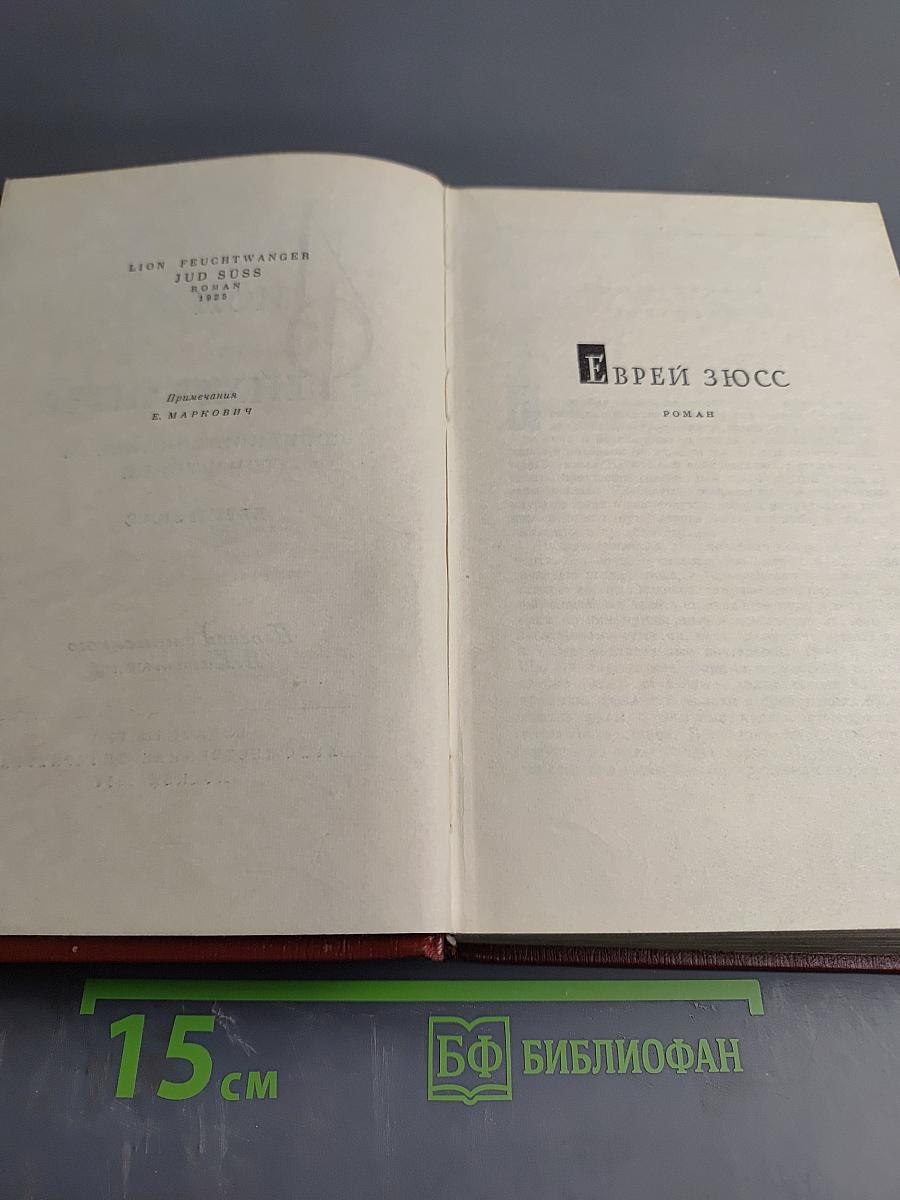 LION FEUCHTWANGER
JUD SÜSS
ROMAN
1925
Примечания
Е. МАРКОВИЧ
ЕВРЕЙ ЗЮСС
РОМАН
15 СМ
БФ БИБЛИОФАН